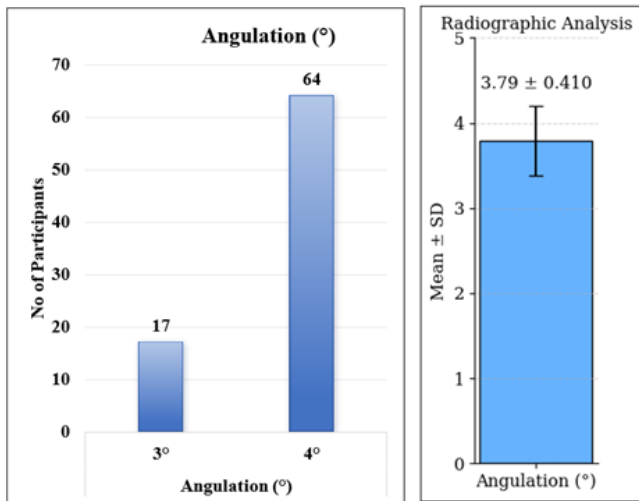 Angulation (°)
70
60
50
40
30
20
10
0
No of Participants
17
64
3°
4°
Angulation (°)
Radiographic Analysis
5
4
3
2
1
0
Mean ± SD
3.79 ± 0.410
Angulation (°)